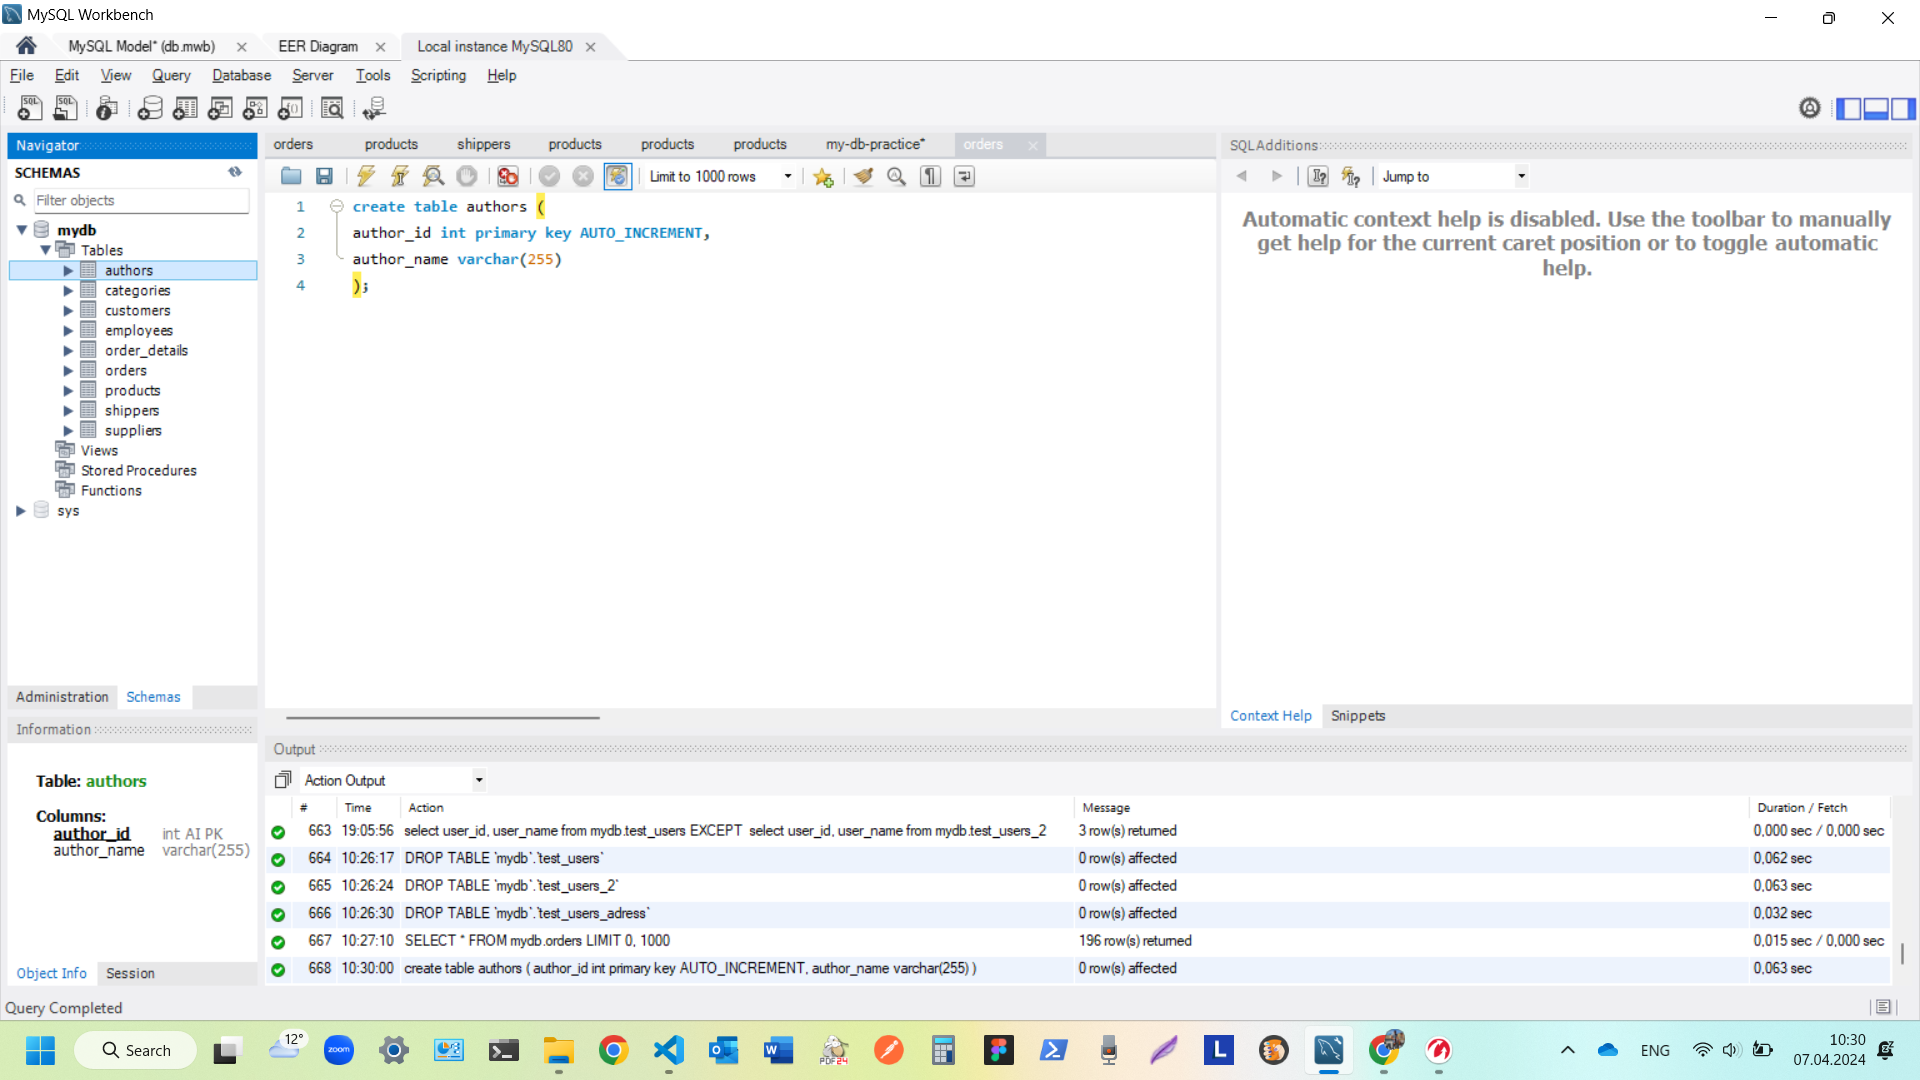 MySQL Workbench
MySQL Model* (db.mwb)
EER Diagram
Local instance MySQL80
File Edit View Query Database Server Tools Scripting Help
Navigator
SCHEMAS
Filter objects
mydb
Tables
authors
categories
customers
employees
order_details
orders
products
shippers
suppliers
Views
Stored Procedures
Functions
sys
Administration Schemas
Information
Table: authors
Columns:
author_id int AI PK
author_name varchar(255)
Object Info Session
orders products shippers products products products my-db-practice* orders
Limit to 1000 rows
1 create table authors (
2 author_id int primary key AUTO_INCREMENT,
3 author_name varchar(255)
4 );
SQLAdditions
Jump to
Automatic context help is disabled. Use the toolbar to manually
get help for the current caret position or to toggle automatic
help.
Context Help Snippets
Output
Action Output
# Time Action Message Duration / Fetch
663 19:05:56 select user_id, user_name from mydb.test_users EXCEPT select user_id, user_name from mydb.test_users_2 3 row(s) returned 0,000 sec / 0,000 sec
664 10:26:17 DROP TABLE `mydb`.`test_users` 0 row(s) affected 0,062 sec
665 10:26:24 DROP TABLE `mydb`.`test_users_2` 0 row(s) affected 0,063 sec
666 10:26:30 DROP TABLE `mydb`.`test_users_adress` 0 row(s) affected 0,032 sec
667 10:27:10 SELECT * FROM mydb.orders LIMIT 0, 1000 196 row(s) returned 0,015 sec / 0,000 sec
668 10:30:00 create table authors ( author_id int primary key AUTO_INCREMENT, author_name varchar(255) ) 0 row(s) affected 0,063 sec
Query Completed
Search
12°
zoom
PDF24
L
ENG
10:30
07.04.2024